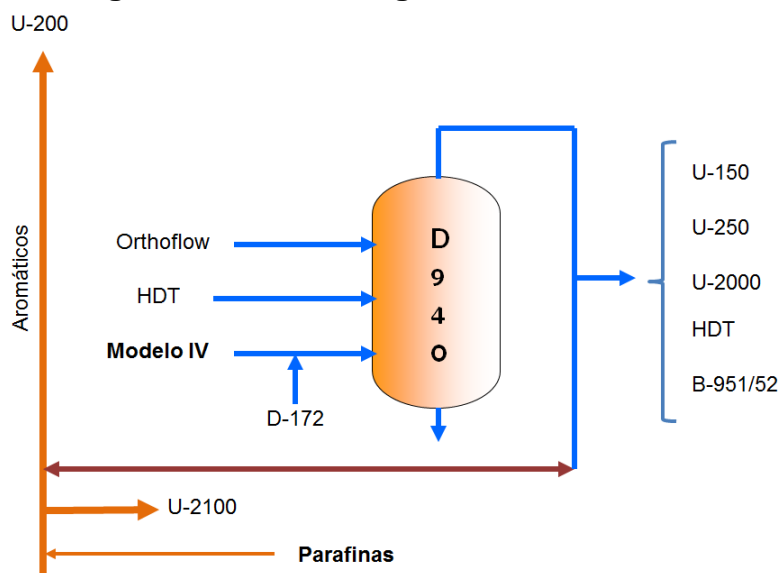 U-200
Aromáticos
Orthoflow
HDT
Modelo IV
D-172
D
9
4
0
U-150
U-250
U-2000
HDT
B-951/52
U-2100
Parafinas